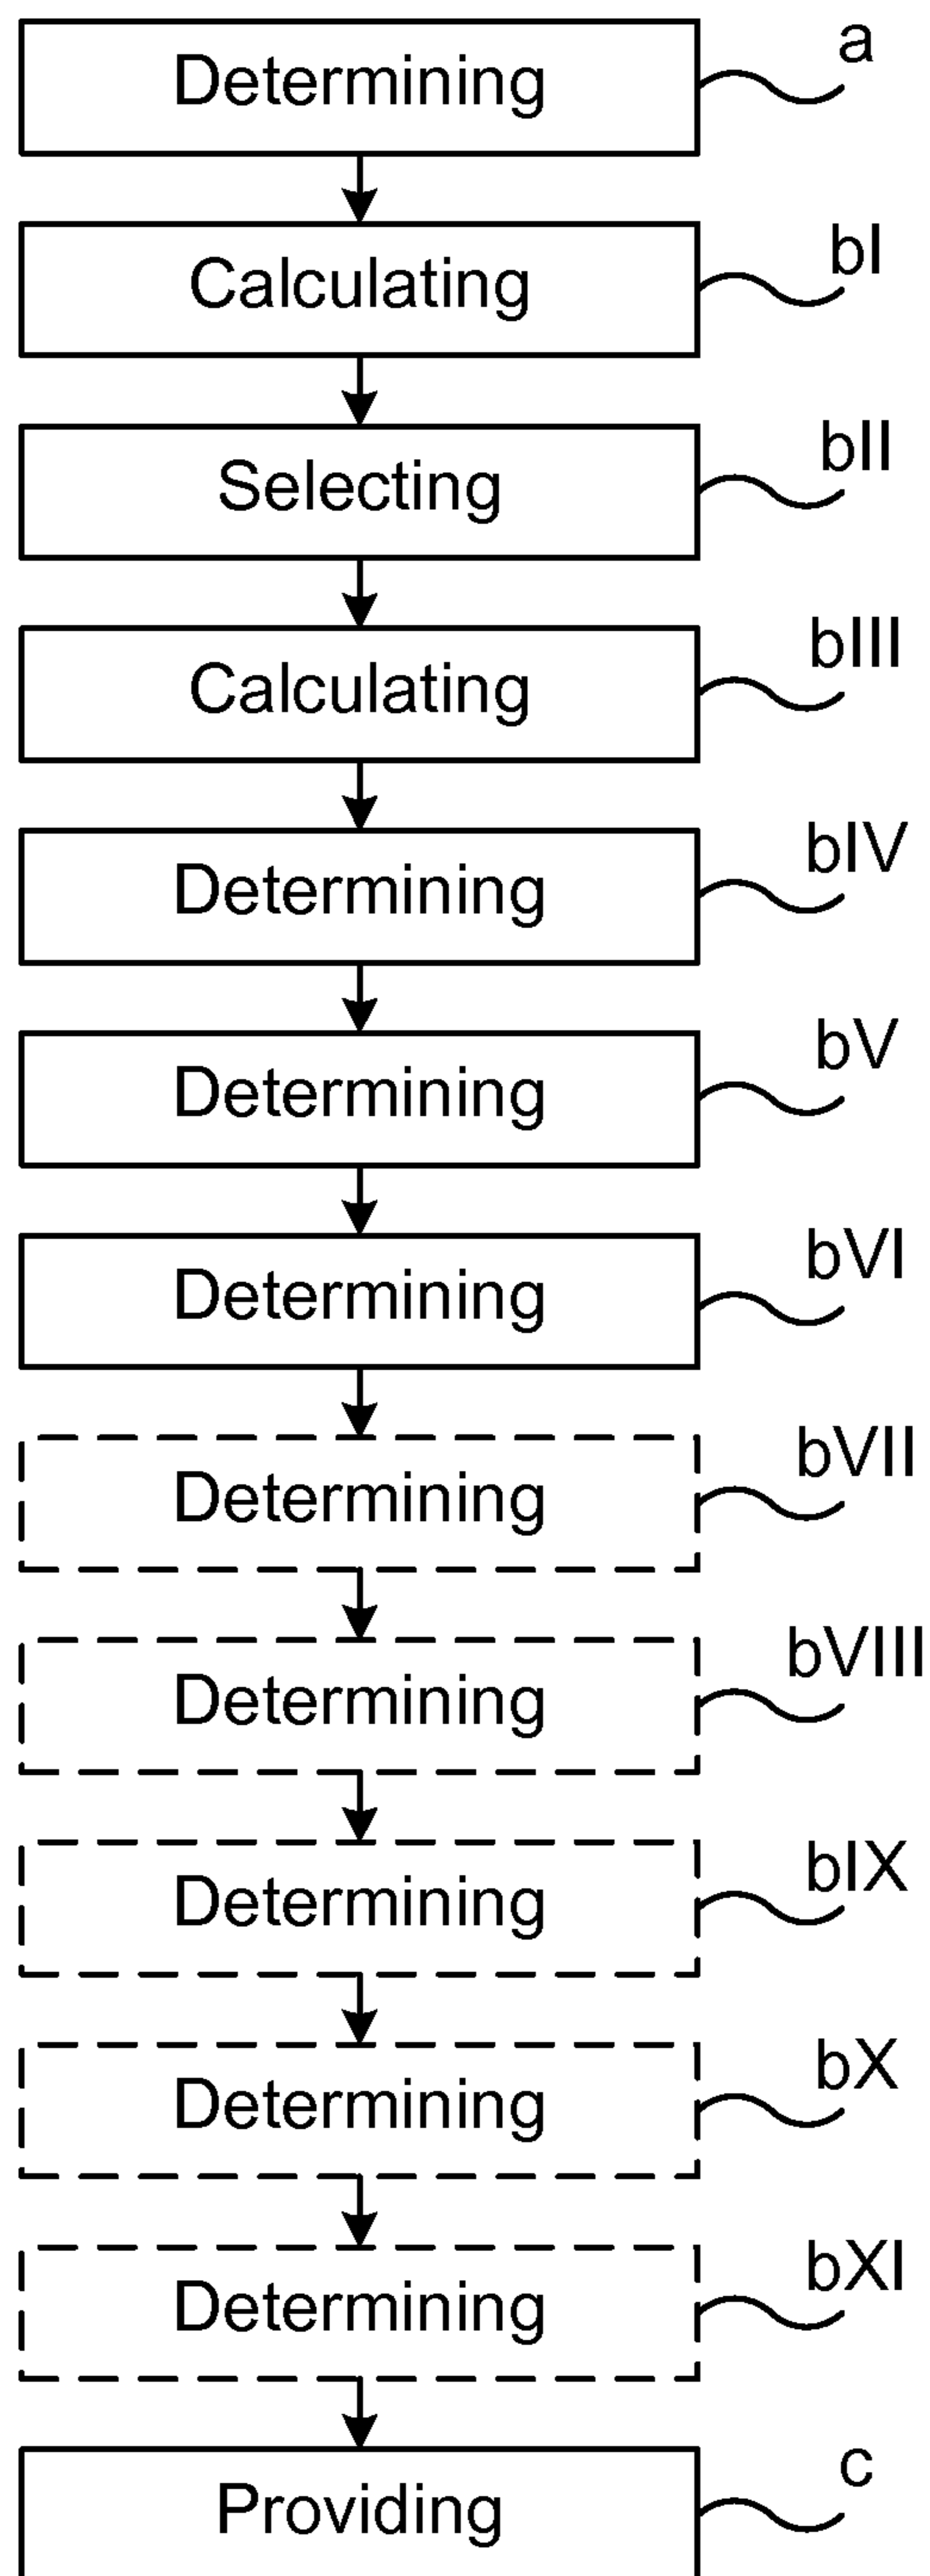 Determining
a
Calculating
bI
Selecting
bII
Calculating
bIII
Determining
bIV
Determining
bV
Determining
bVI
Determining
bVII
Determining
bVIII
Determining
bIX
Determining
bX
Determining
bXI
Providing
c